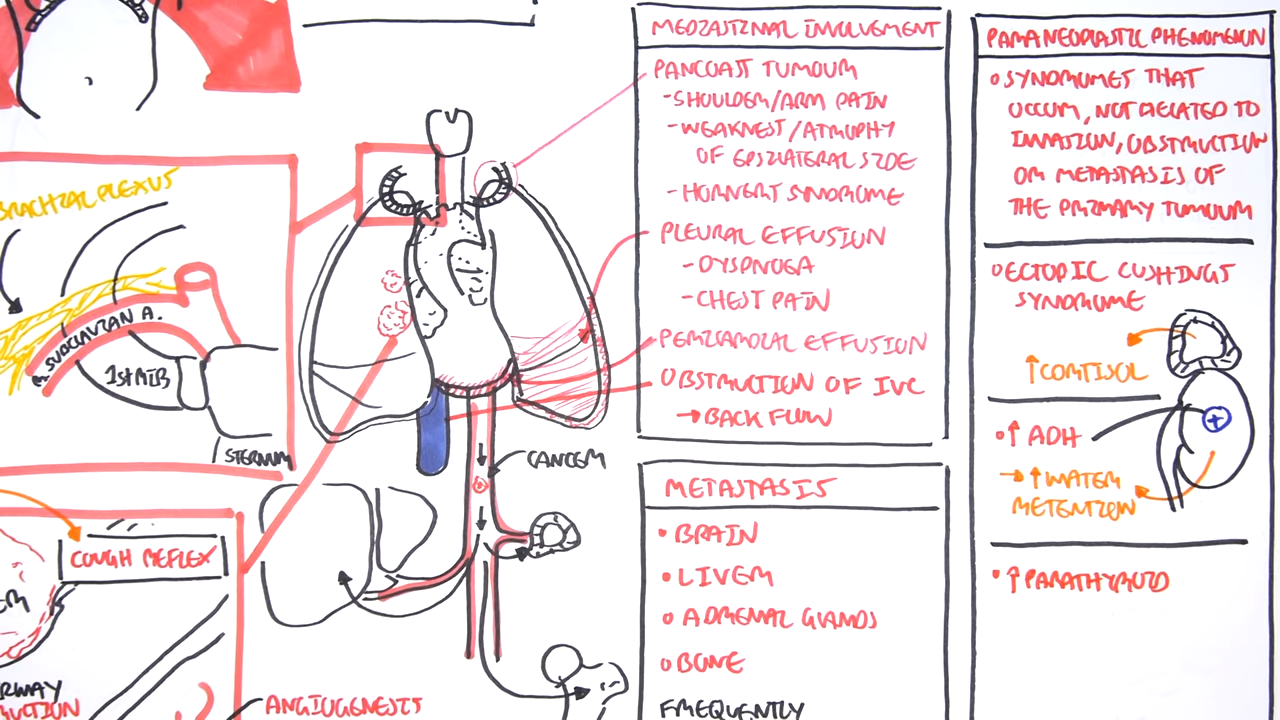 BRACHIAL PLEXUS
SUBCLAVIAN A.
1ST RIB
STERNUM
COUGH REFLEX
ANGIOGENESIS
CANCER
MEDIASTINAL INVOLVEMENT
PANCOAST TUMOUR
-SHOULDER/ARM PAIN
-WEAKNESS/ATROPHY
OF EPSILATERAL SIDE
-HORNERS SYNDROME
PLEURAL EFFUSION
-DYSPNOEA
-CHEST PAIN
PERICARDIAL EFFUSION
OBSTRUCTION OF IVC
→BACK FLOW
METASTASIS
•BRAIN
•LIVER
•ADRENAL GLANDS
•BONE
FREQUENTLY
PARANEOPLASTIC PHENOMENON
•SYNDROMES THAT
OCCUR, NOT RELATED TO
INVATION, OBSTRUCTION
OR METASTASIS OF
THE PRIMARY TUMOUR
•ECTOPIC CUSHINGS
SYNDROME
↑CORTISOL
•↑ADH
+
→↑WATER
RETENTION
•↑PARATHYROID